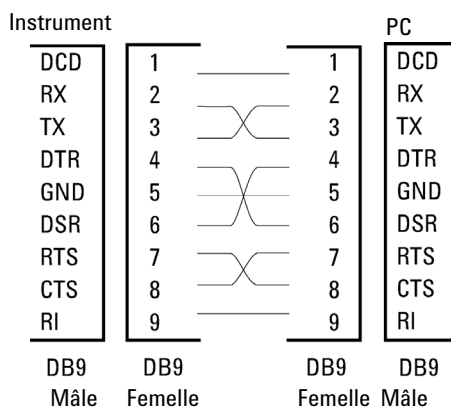 Instrument PC
DCD 1 1 DCD
RX 2 2 RX
TX 3 3 TX
DTR 4 4 DTR
GND 5 5 GND
DSR 6 6 DSR
RTS 7 7 RTS
CTS 8 8 CTS
RI 9 9 RI
DB9 DB9 DB9 DB9
Mâle Femelle Femelle Mâle